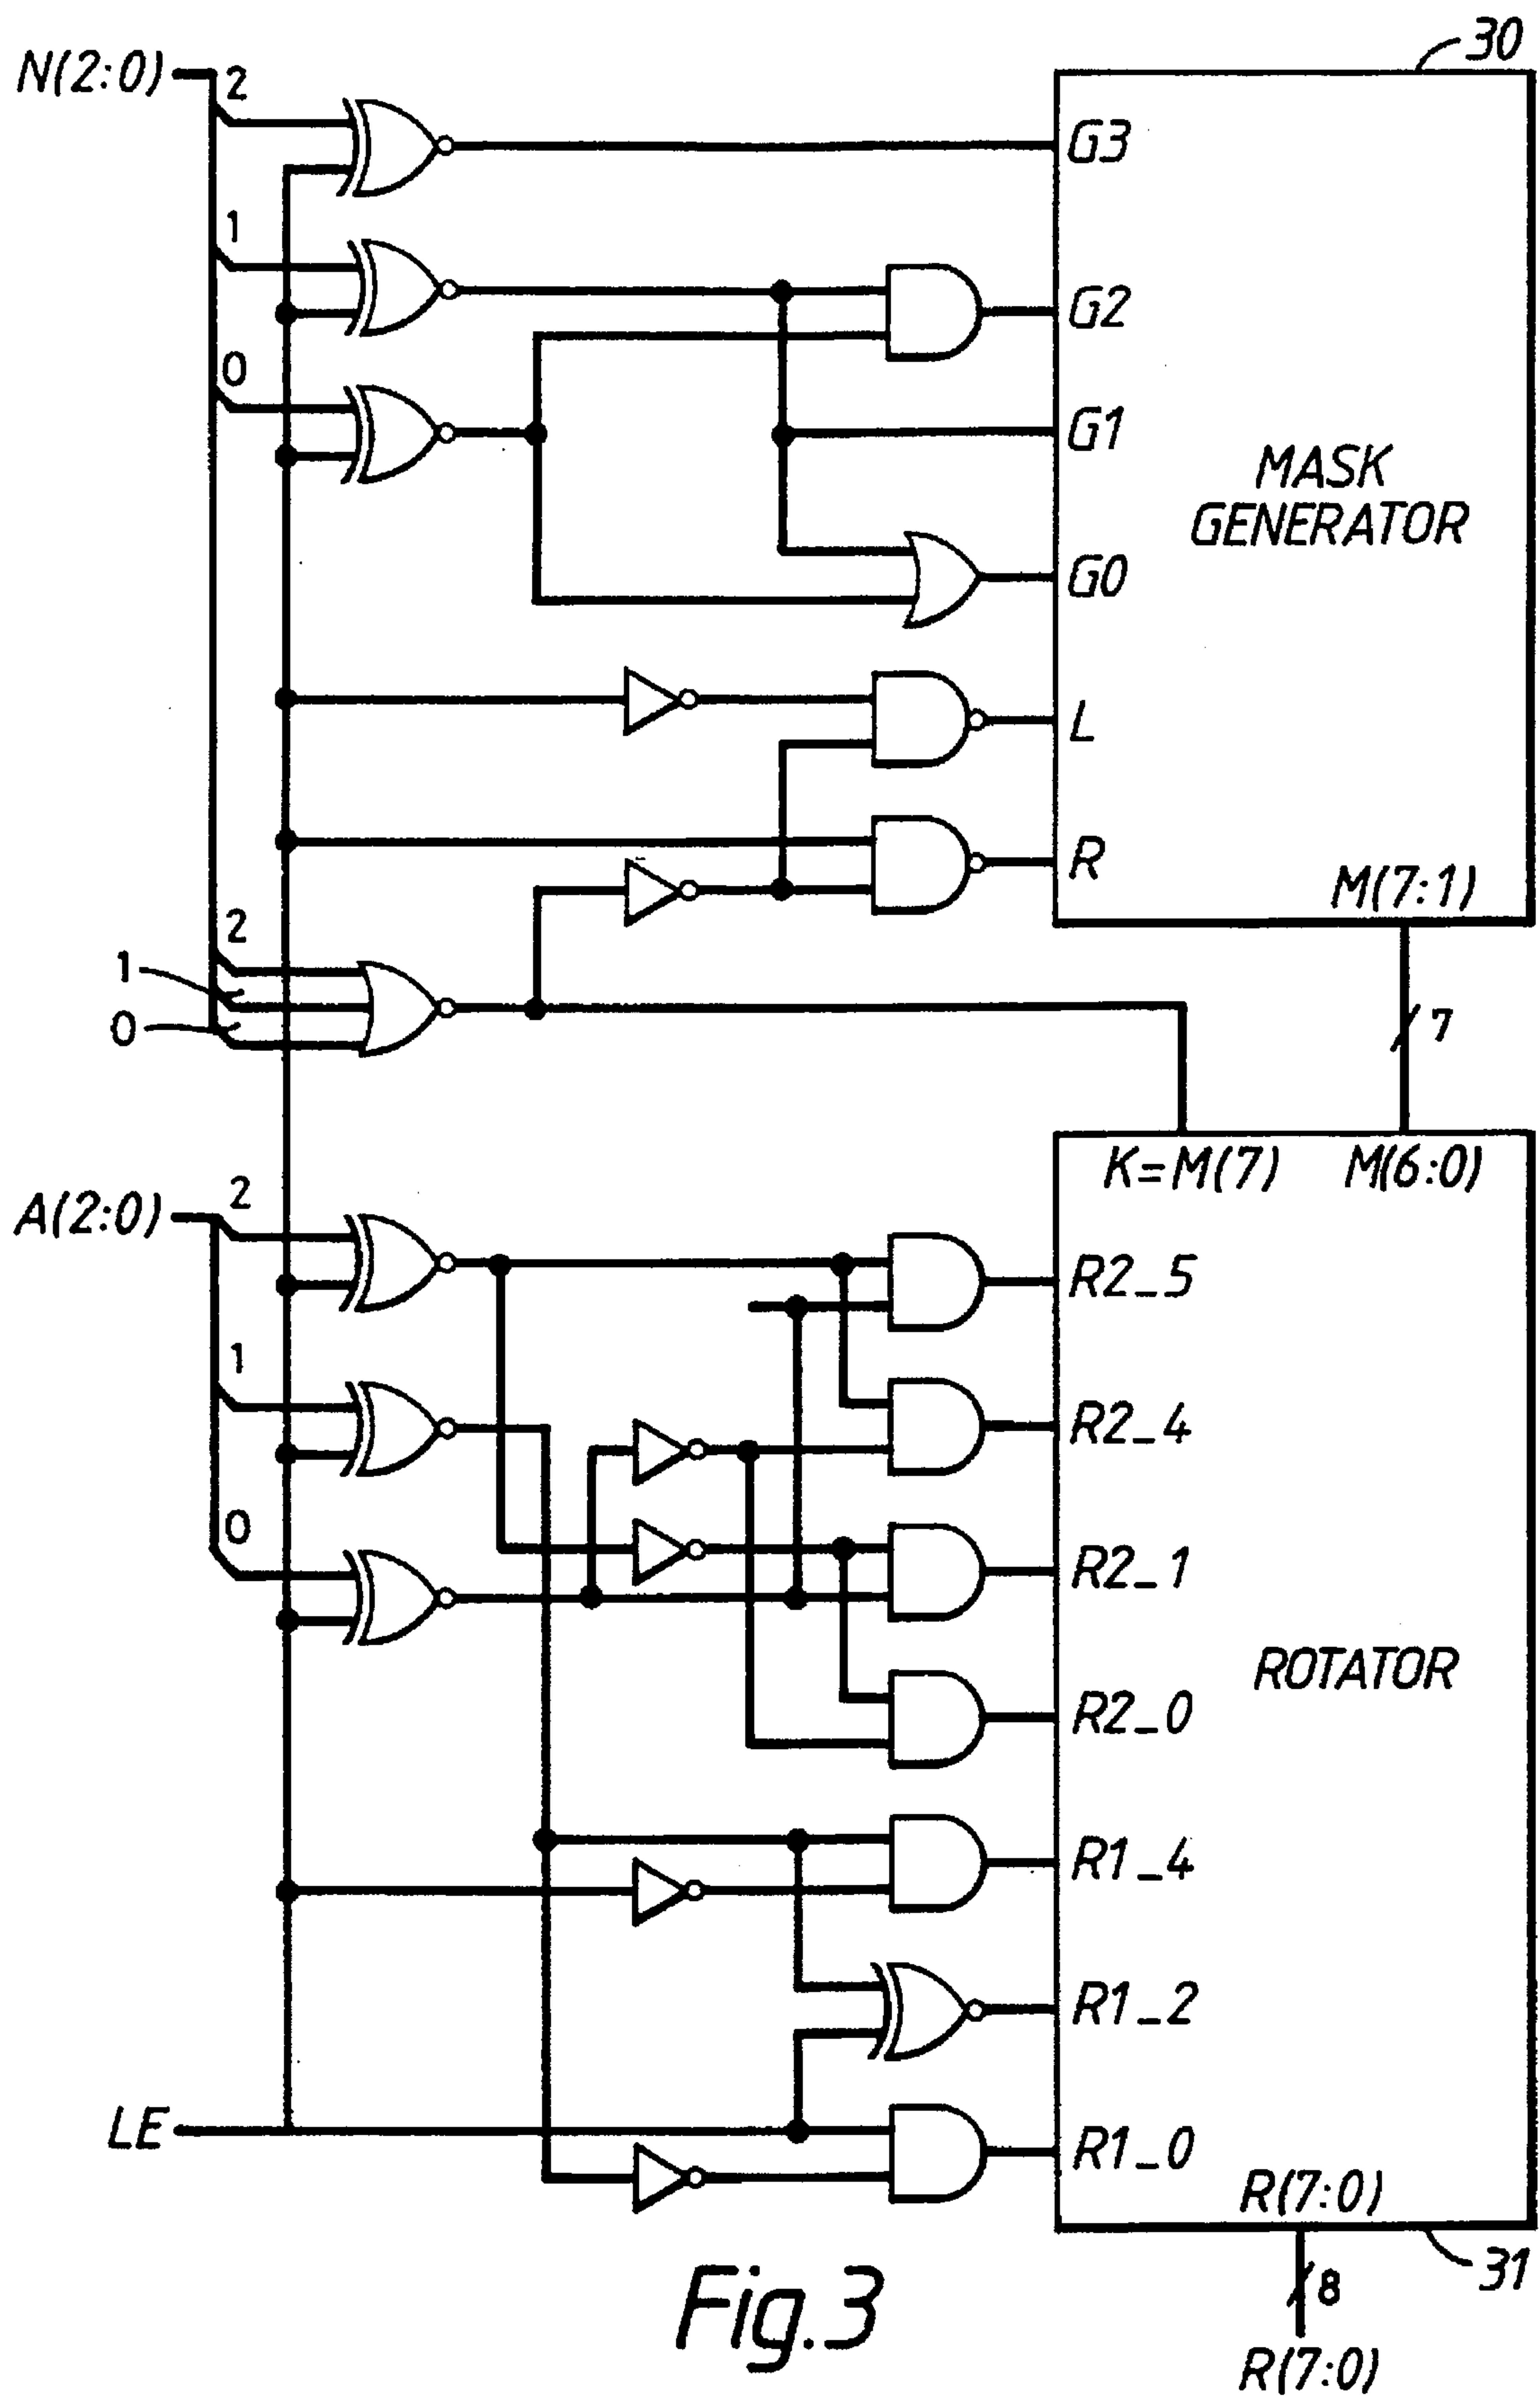 30
N(2:0)
2
G3
1
G2
0
G1
MASK
GENERATOR
G0
L
R
M(7:1)
2
1
0
7
K=M(7)
M(6:0)
A(2:0)
2
R2_5
1
R2_4
0
R2_1
ROTATOR
R2_0
R1_4
R1_2
LE
R1_0
R(7:0)
31
8
R(7:0)
Fig.3